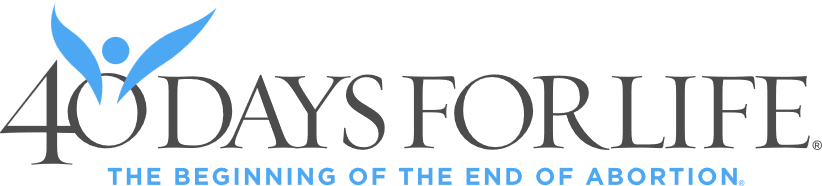 40 DAYS FOR LIFE®
THE BEGINNING OF THE END OF ABORTION®